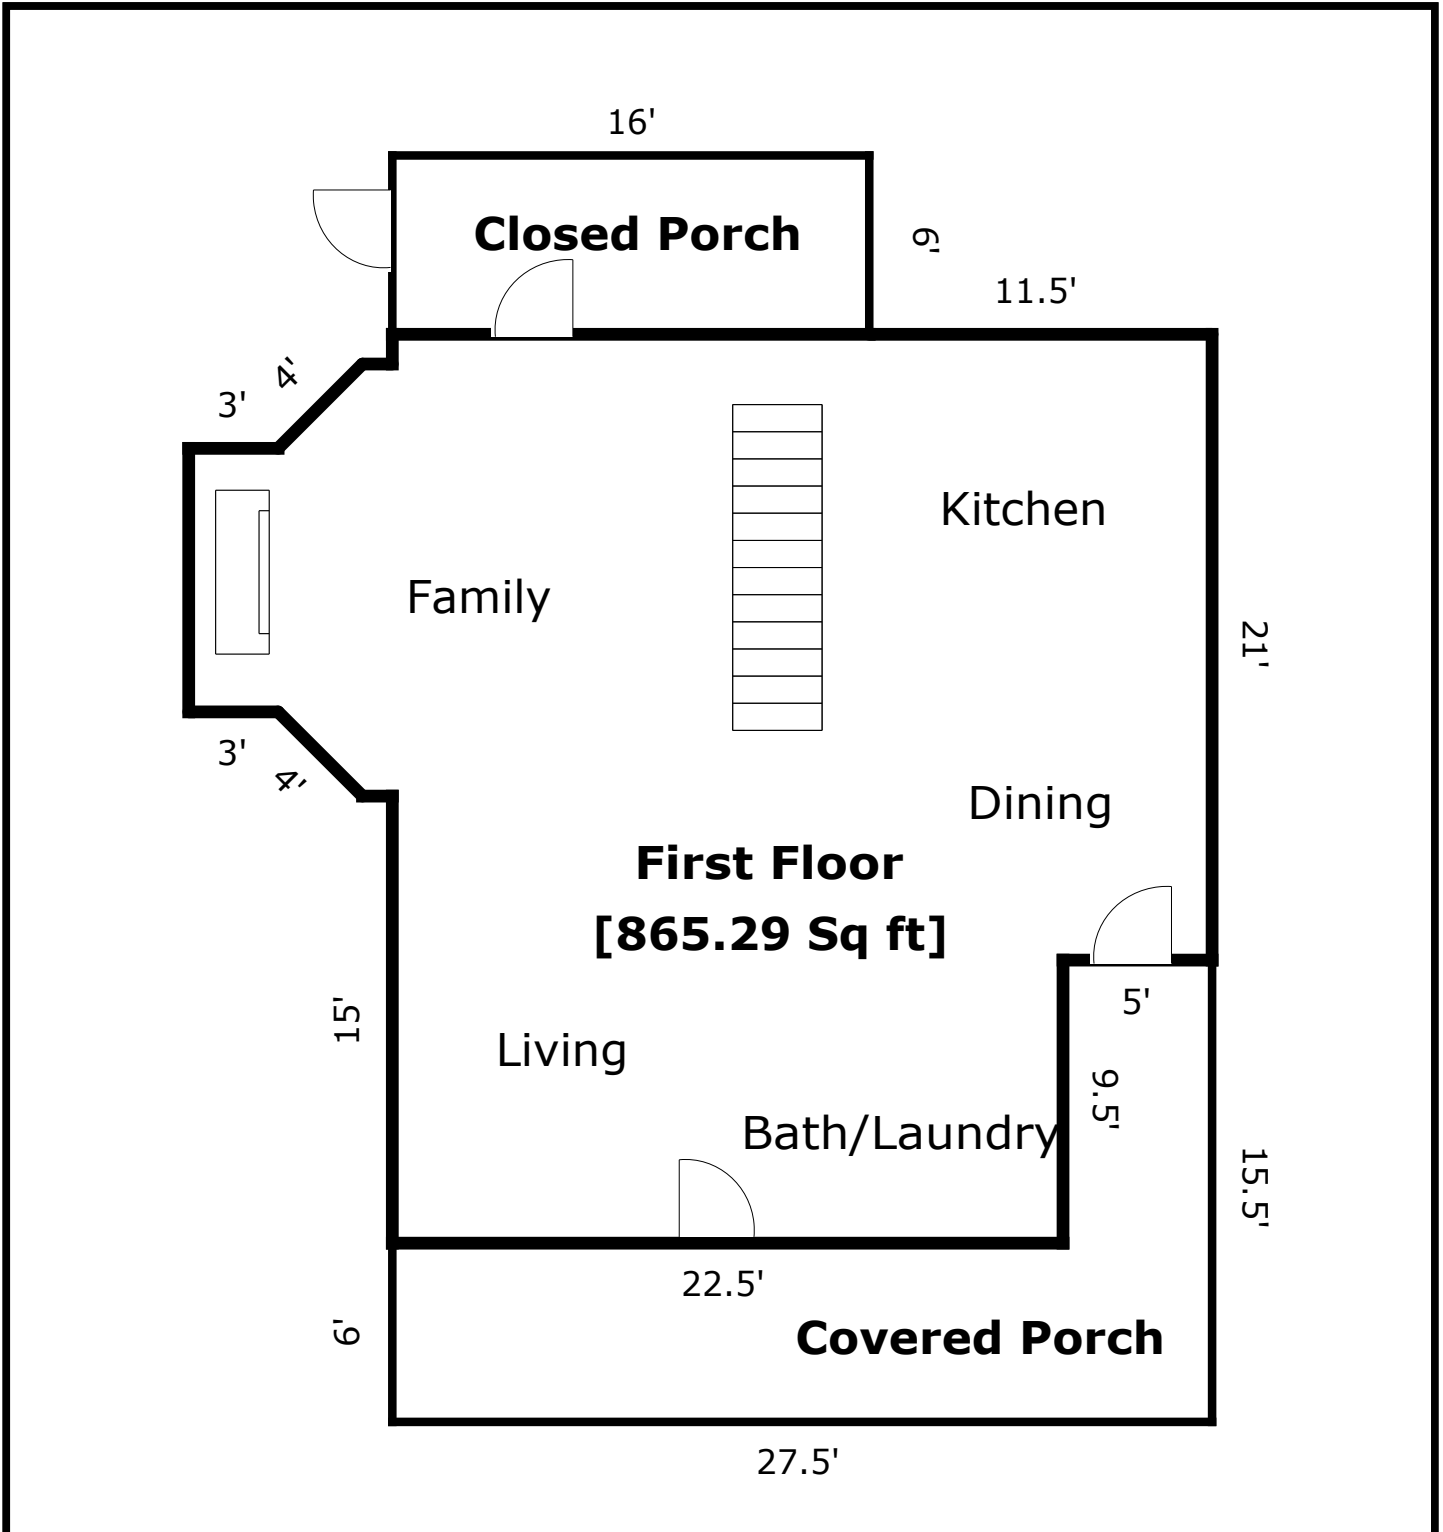 16'
Closed Porch
6'
11.5'
4'
3'
Kitchen
Family
21'
3'
4'
Dining
First Floor
[865.29 Sq ft]
5'
15'
Living
9.5'
Bath/Laundry
15.5'
22.5'
6'
Covered Porch
27.5'